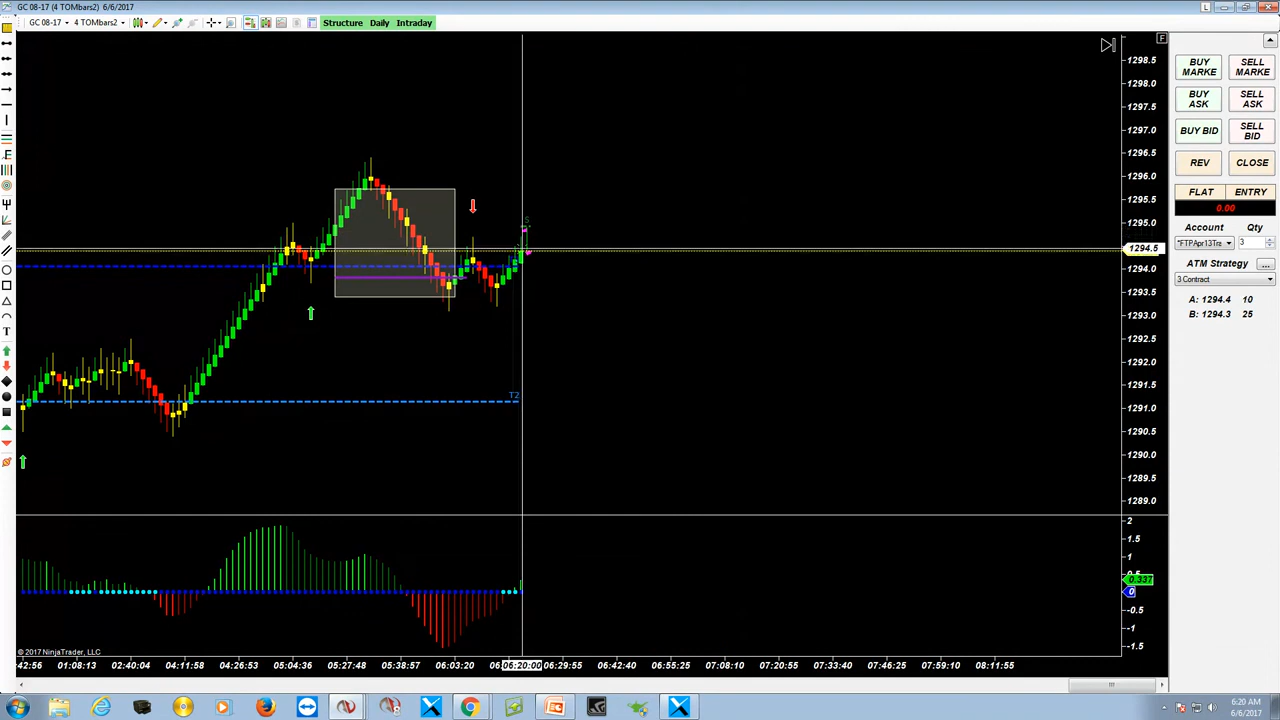 GC 08-17 (4 TOMbars2) 6/6/2017
GC 08-17
4 TOMbars2
Structure Daily Intraday
F
1298.5
1298.0
1297.5
1297.0
1296.5
1296.0
1295.5
1295.0
1294.5
1294.0
1293.5
1293.0
1292.5
1292.0
1291.5
1291.0
1290.5
1290.0
1289.5
1289.0
S
T2
BUY MARKE
SELL MARKE
BUY ASK
SELL ASK
BUY BID
SELL BID
REV
CLOSE
FLAT
ENTRY
0.00
Account
Qty
*FTPApr13Tra
3
ATM Strategy
...
3 Contract
A: 1294.4 10
B: 1294.3 25
2
1.5
1
0.5
0.337
0
-0.5
-1
-1.5
© 2017 NinjaTrader, LLC
:42:56 01:08:13 02:40:04 04:11:58 04:26:53 05:04:36 05:27:48 05:38:57 06:03:20 06:20:00 06:29:55 06:42:40 06:55:25 07:08:10 07:20:55 07:33:40 07:46:25 07:59:10 08:11:55
6:20 AM
6/6/2017